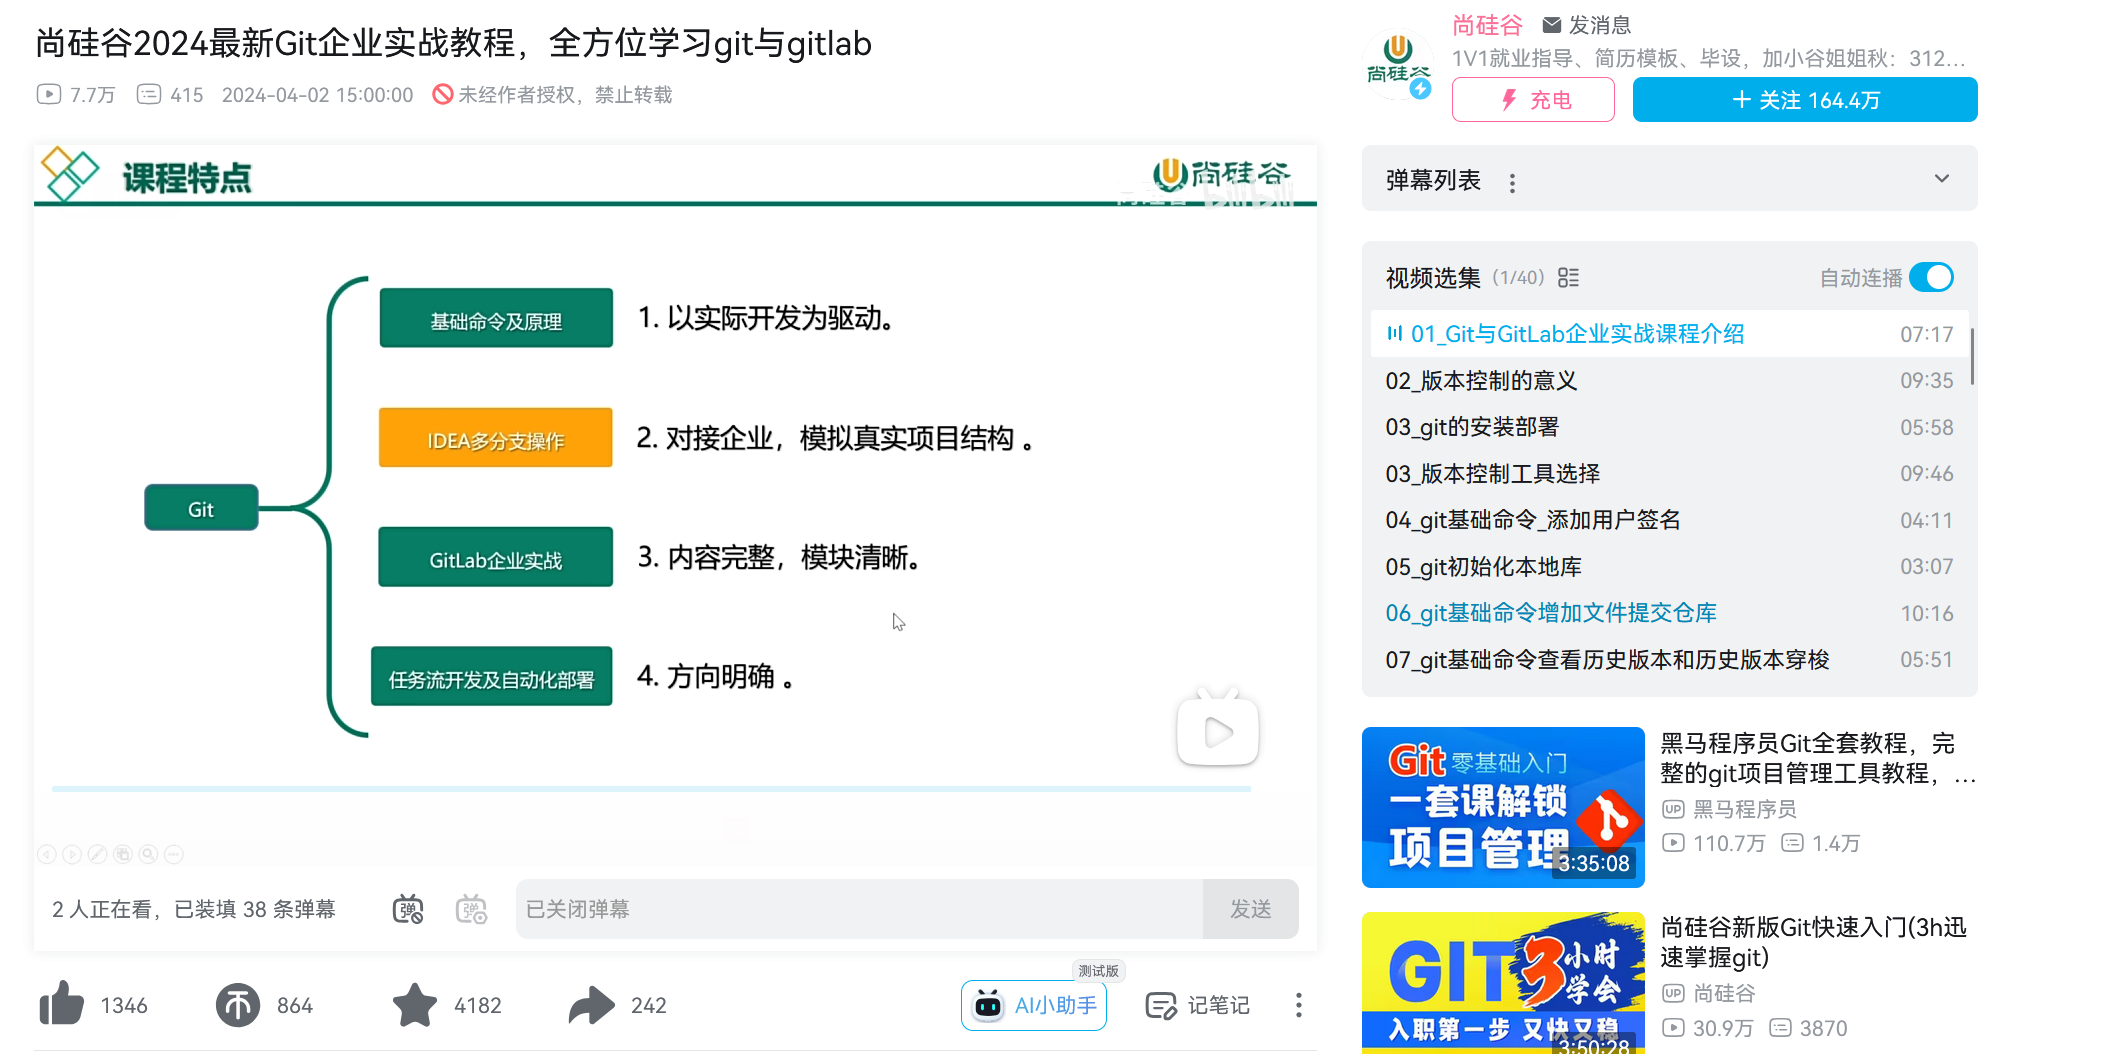 尚硅谷2024最新Git企业实战教程，全方位学习git与gitlab
7.7万 415 2024-04-02 15:00:00 未经作者授权，禁止转载
课程特点
尚硅谷
Git
基础命令及原理
1. 以实际开发为驱动。
IDEA多分支操作
2. 对接企业，模拟真实项目结构 。
GitLab企业实战
3. 内容完整，模块清晰。
任务流开发及自动化部署
4. 方向明确 。
2 人正在看，已装填 38 条弹幕
弹
弹
已关闭弹幕
发送
1346
864
4182
242
测试版
AI小助手
记笔记
尚硅谷
尚硅谷 发消息
1V1就业指导、简历模板、毕设，加小谷姐姐秋：312...
充电
+ 关注 164.4万
弹幕列表
视频选集 (1/40) 自动连播
01_Git与GitLab企业实战课程介绍 07:17
02_版本控制的意义 09:35
03_git的安装部署 05:58
03_版本控制工具选择 09:46
04_git基础命令_添加用户签名 04:11
05_git初始化本地库 03:07
06_git基础命令增加文件提交仓库 10:16
07_git基础命令查看历史版本和历史版本穿梭 05:51
Git 零基础入门
一套课解锁
项目管理
3:35:08
黑马程序员Git全套教程，完
整的git项目管理工具教程，...
UP 黑马程序员
110.7万 1.4万
GIT 3小时
学会
入职第一步 又快又稳
3:50:28
尚硅谷新版Git快速入门(3h迅
速掌握git)
UP 尚硅谷
30.9万 3870